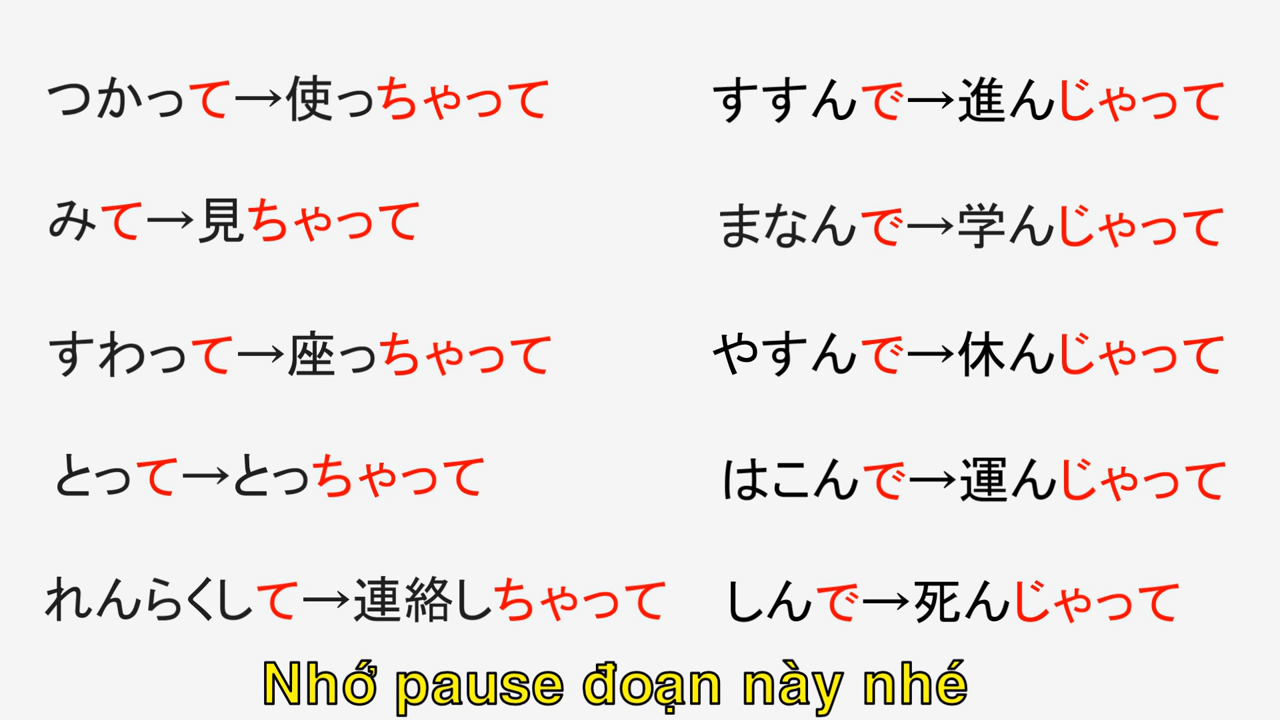 つかって→使っちゃって
みて→見ちゃって
すわって→座っちゃって
とって→とっちゃって
れんらくして→連絡しちゃって
すすんで→進んじゃって
まなんで→学んじゃって
やすんで→休んじゃって
はこんで→運んじゃって
しんで→死んじゃって
Nhớ pause đoạn này nhé